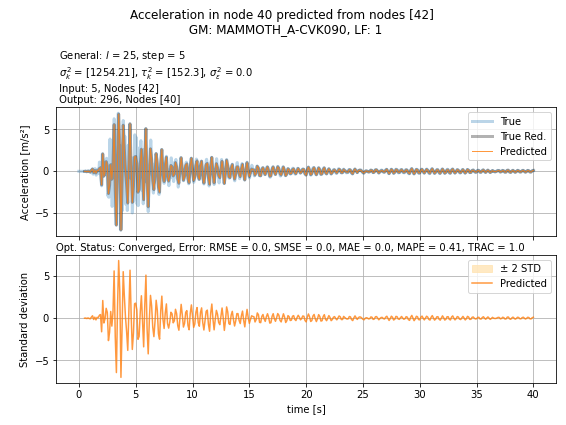 Acceleration in node 40 predicted from nodes [42]
GM: MAMMOTH_A-CVK090, LF: 1
General: l = 25, step = 5
σ²ₖ = [1254.21], τ²ₖ = [152.3], σ²ε = 0.0
Input: 5, Nodes [42]
Output: 296, Nodes [40]
Acceleration [m/s²]
5
0
−5
True
True Red.
Predicted
Opt. Status: Converged, Error: RMSE = 0.0, SMSE = 0.0, MAE = 0.0, MAPE = 0.41, TRAC = 1.0
Standard deviation
5
0
−5
± 2 STD
Predicted
0 5 10 15 20 25 30 35 40
time [s]